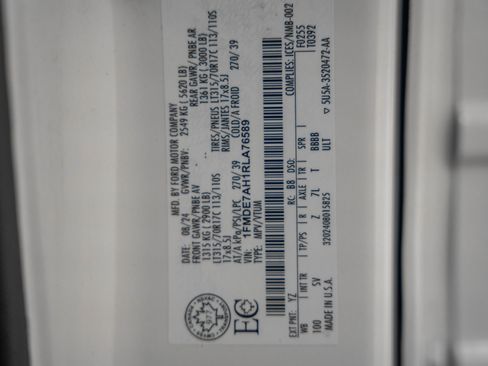 MFD. BY FORD MOTOR COMPANY
DATE: 08/24 GVWR/PNBV: 2549 KG ( 5620 LB)
FRONT GAWR/ PNBE AV REAR GAWR/ PNBE AR
1315 KG ( 2900 LB) 1361 KG ( 3000 LB)
LT315/70R17C 113/110S TIRES/PNEUS LT315/70R17C 113/110S
17x8.5J RIMS/JANTES 17x8.5J
AT/A kPa/PSI/LPC 270/ 39 COLD/A FROID 270/ 39
VIN: 1FMDE7AH1RLA76589
TYPE: MPV/VTUM
EC
COMPLIES: ICES/NMB-002
EXT PNT: YZ RC: B8 DSO: F0255
WB INT TR TP/PS R AXLE TR SPR 10392
100 SV Z 7L T BBBB
MADE IN U.S.A. 3202408015825 ULT ▽ SU5A-3520472-AA